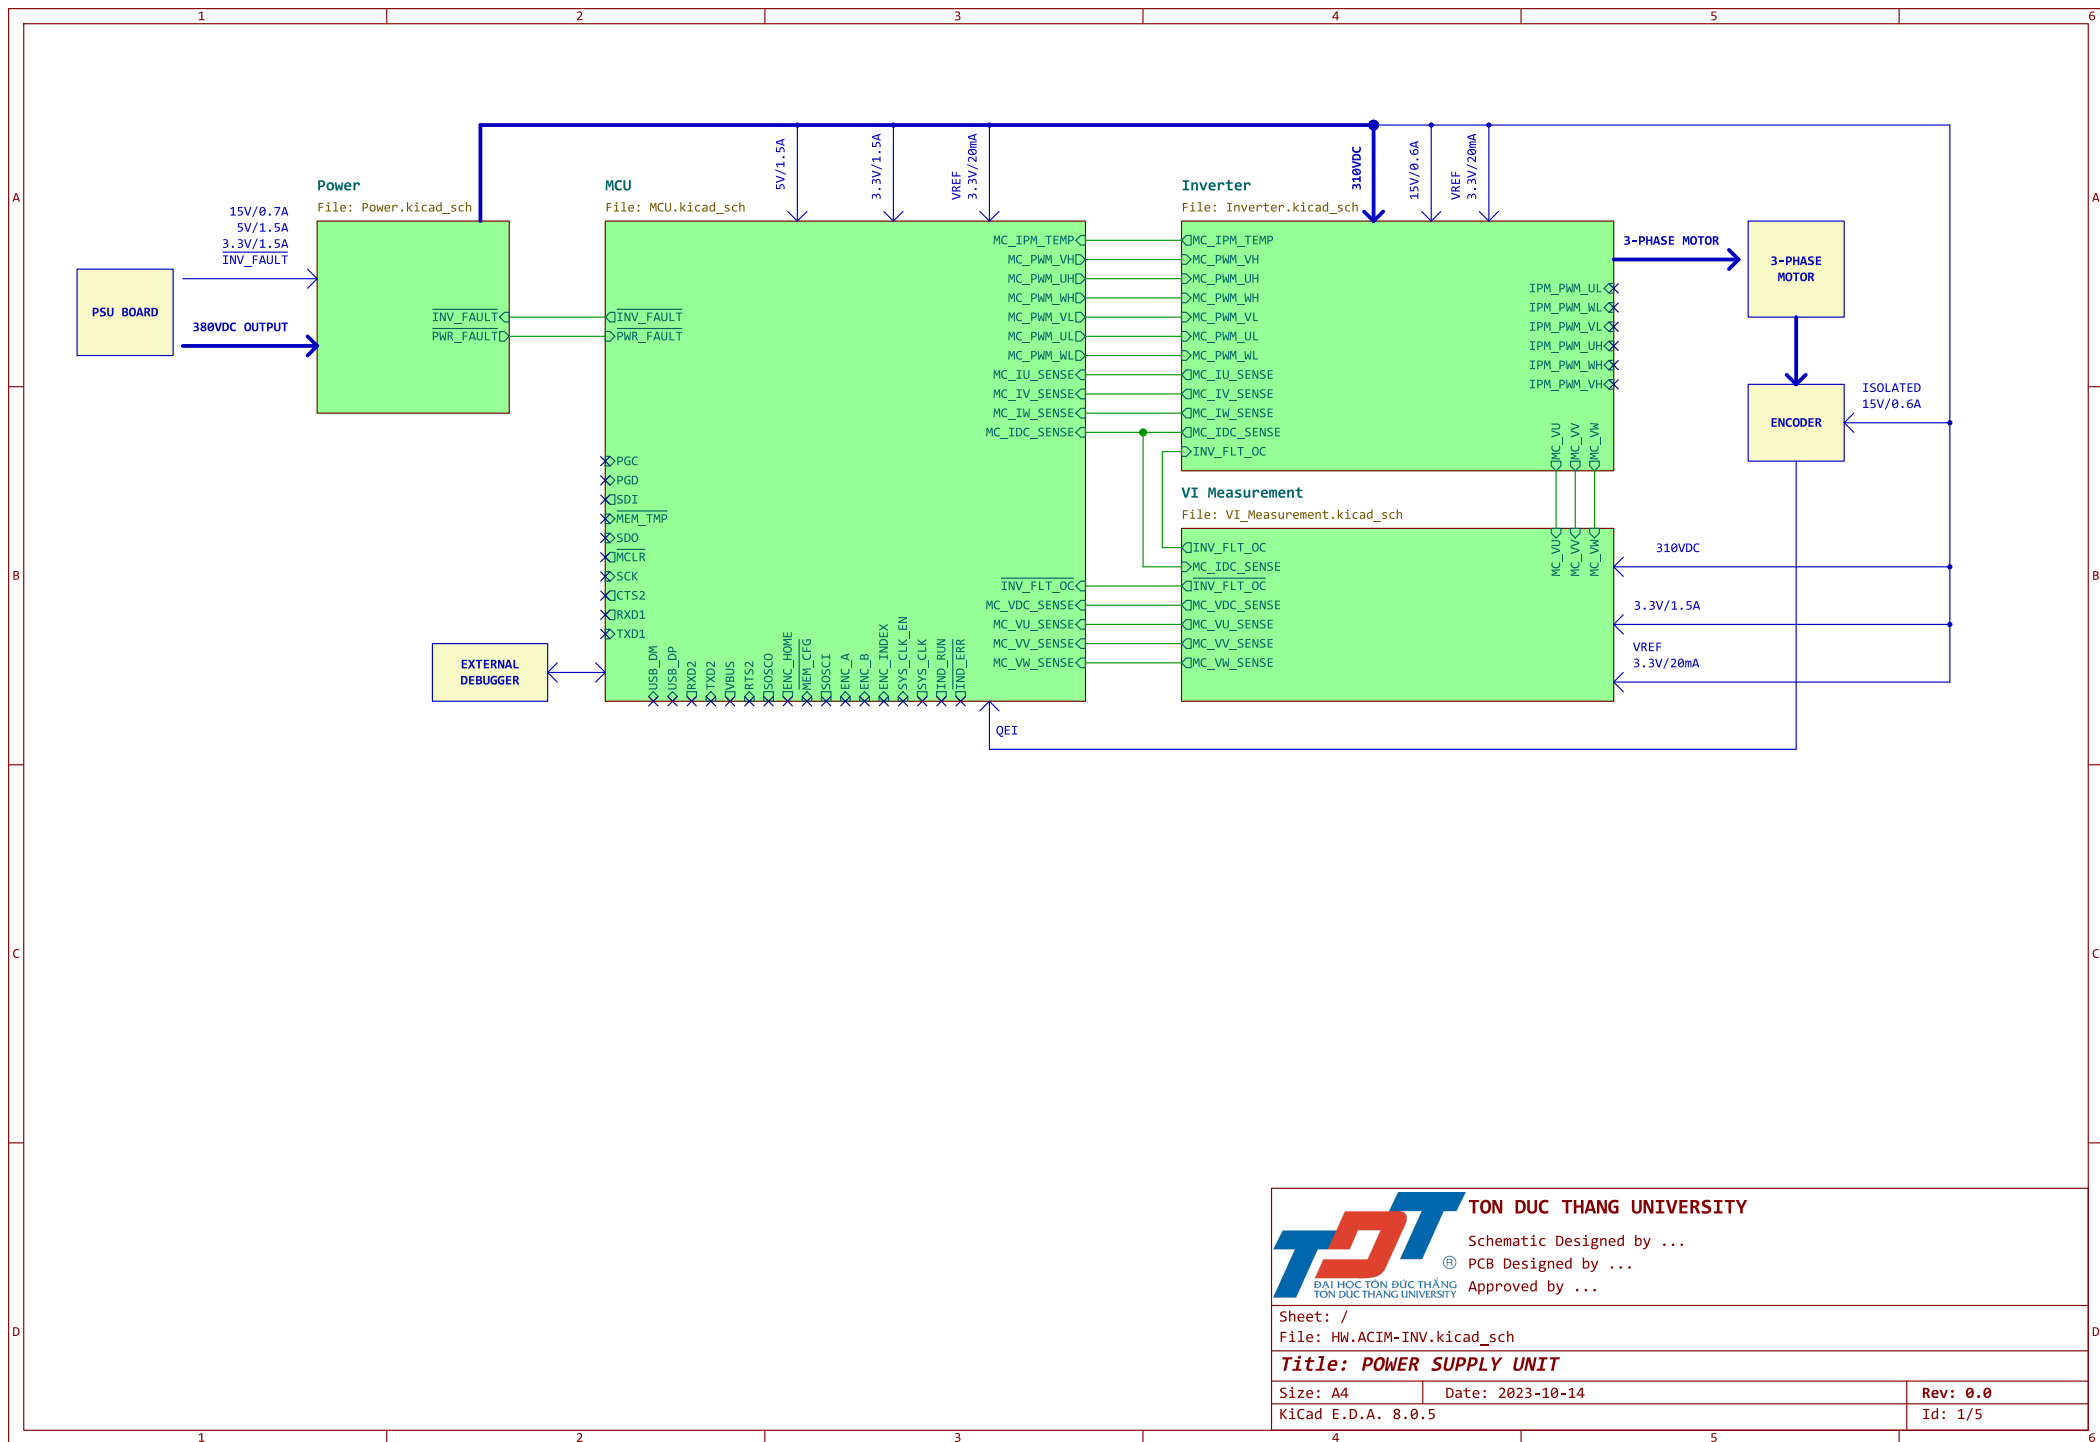 1 2 3 4 5 6
A
B
C
D
A
B
C
D
1 2 3 4 5 6
PSU BOARD
15V/0.7A
5V/1.5A
3.3V/1.5A
INV_FAULT
380VDC OUTPUT
Power
File: Power.kicad_sch
INV_FAULT
PWR_FAULT
MCU
File: MCU.kicad_sch
5V/1.5A
3.3V/1.5A
VREF
3.3V/20mA
INV_FAULT
PWR_FAULT
PGC
PGD
SDI
MEM_TMP
SDO
MCLR
SCK
CTS2
RXD1
TXD1
USB_DM
USB_DP
RXD2
TXD2
VBUS
RTS2
SOSCO
ENC_HOME
MEM_CFG
SOSCI
ENC_A
ENC_B
ENC_INDEX
SYS_CLK_EN
SYS_CLK
IND_RUN
IND_ERR
MC_IPM_TEMP
MC_PWM_VH
MC_PWM_UH
MC_PWM_WH
MC_PWM_VL
MC_PWM_UL
MC_PWM_WL
MC_IU_SENSE
MC_IV_SENSE
MC_IW_SENSE
MC_IDC_SENSE
INV_FLT_OC
MC_VDC_SENSE
MC_VU_SENSE
MC_VV_SENSE
MC_VW_SENSE
EXTERNAL
DEBUGGER
QEI
Inverter
File: Inverter.kicad_sch
310VDC
15V/0.6A
VREF
3.3V/20mA
MC_IPM_TEMP
MC_PWM_VH
MC_PWM_UH
MC_PWM_WH
MC_PWM_VL
MC_PWM_UL
MC_PWM_WL
MC_IU_SENSE
MC_IV_SENSE
MC_IW_SENSE
MC_IDC_SENSE
INV_FLT_OC
IPM_PWM_UL
IPM_PWM_WL
IPM_PWM_VL
IPM_PWM_UH
IPM_PWM_WH
IPM_PWM_VH
MC_VU
MC_VV
MC_VW
VI Measurement
File: VI_Measurement.kicad_sch
INV_FLT_OC
MC_IDC_SENSE
INV_FLT_OC
MC_VDC_SENSE
MC_VU_SENSE
MC_VV_SENSE
MC_VW_SENSE
MC_VU
MC_VV
MC_VW
3-PHASE MOTOR
3-PHASE
MOTOR
ENCODER
ISOLATED
15V/0.6A
310VDC
3.3V/1.5A
VREF
3.3V/20mA
TDT
®
ĐẠI HỌC TÔN ĐỨC THẮNG
TON DUC THANG UNIVERSITY
TON DUC THANG UNIVERSITY
Schematic Designed by ...
PCB Designed by ...
Approved by ...
Sheet: /
File: HW.ACIM-INV.kicad_sch
Title: POWER SUPPLY UNIT
Size: A4 Date: 2023-10-14 Rev: 0.0
KiCad E.D.A. 8.0.5 Id: 1/5